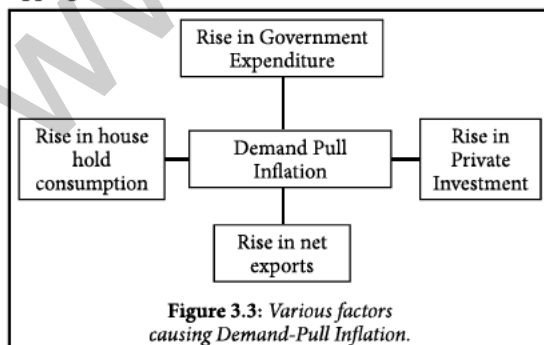 Rise in Government
Expenditure
Rise in house
hold
consumption
Demand Pull
Inflation
Rise in
Private
Investment
Rise in net
exports
Figure 3.3: Various factors
causing Demand-Pull Inflation.